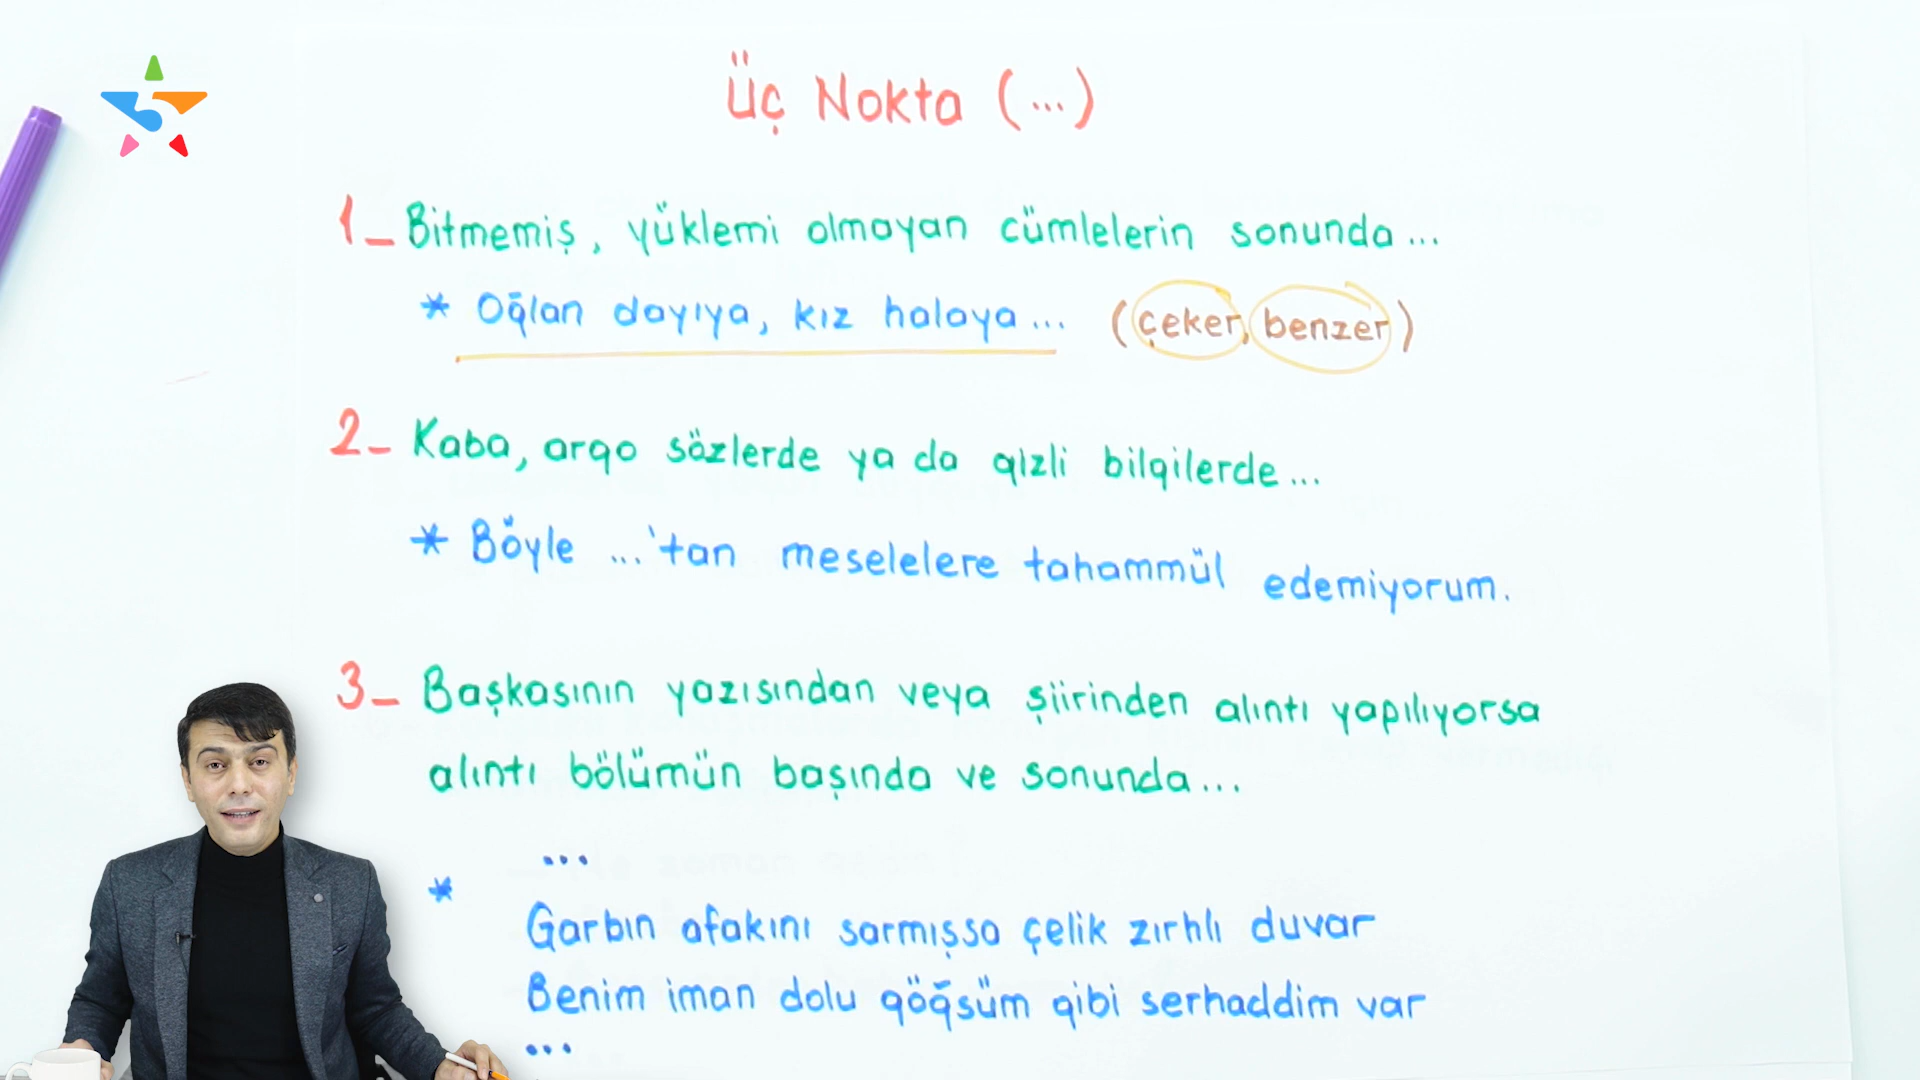 Üç Nokta (...)
1_ Bitmemiş, yüklemi olmayan cümlelerin sonunda ...
* Oğlan dayıya, kız halaya ... (çeker, benzer)
2_ Kaba, argo sözlerde ya da gizli bilgilerde ...
* Böyle ...'tan meselelere tahammül edemiyorum.
3_ Başkasının yazısından veya şiirinden alıntı yapılıyorsa
alıntı bölümün başında ve sonunda ...
...
* Garbın afakını sarmışsa çelik zırhlı duvar
Benim iman dolu göğsüm gibi serhaddim var
...